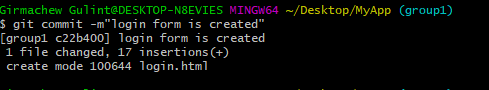 Girmachew Gulint@DESKTOP-N8EVIES MINGW64 ~/Desktop/MyApp (group1)
$ git commit -m"login form is created"
[group1 c22b400] login form is created
 1 file changed, 17 insertions(+)
 create mode 100644 login.html